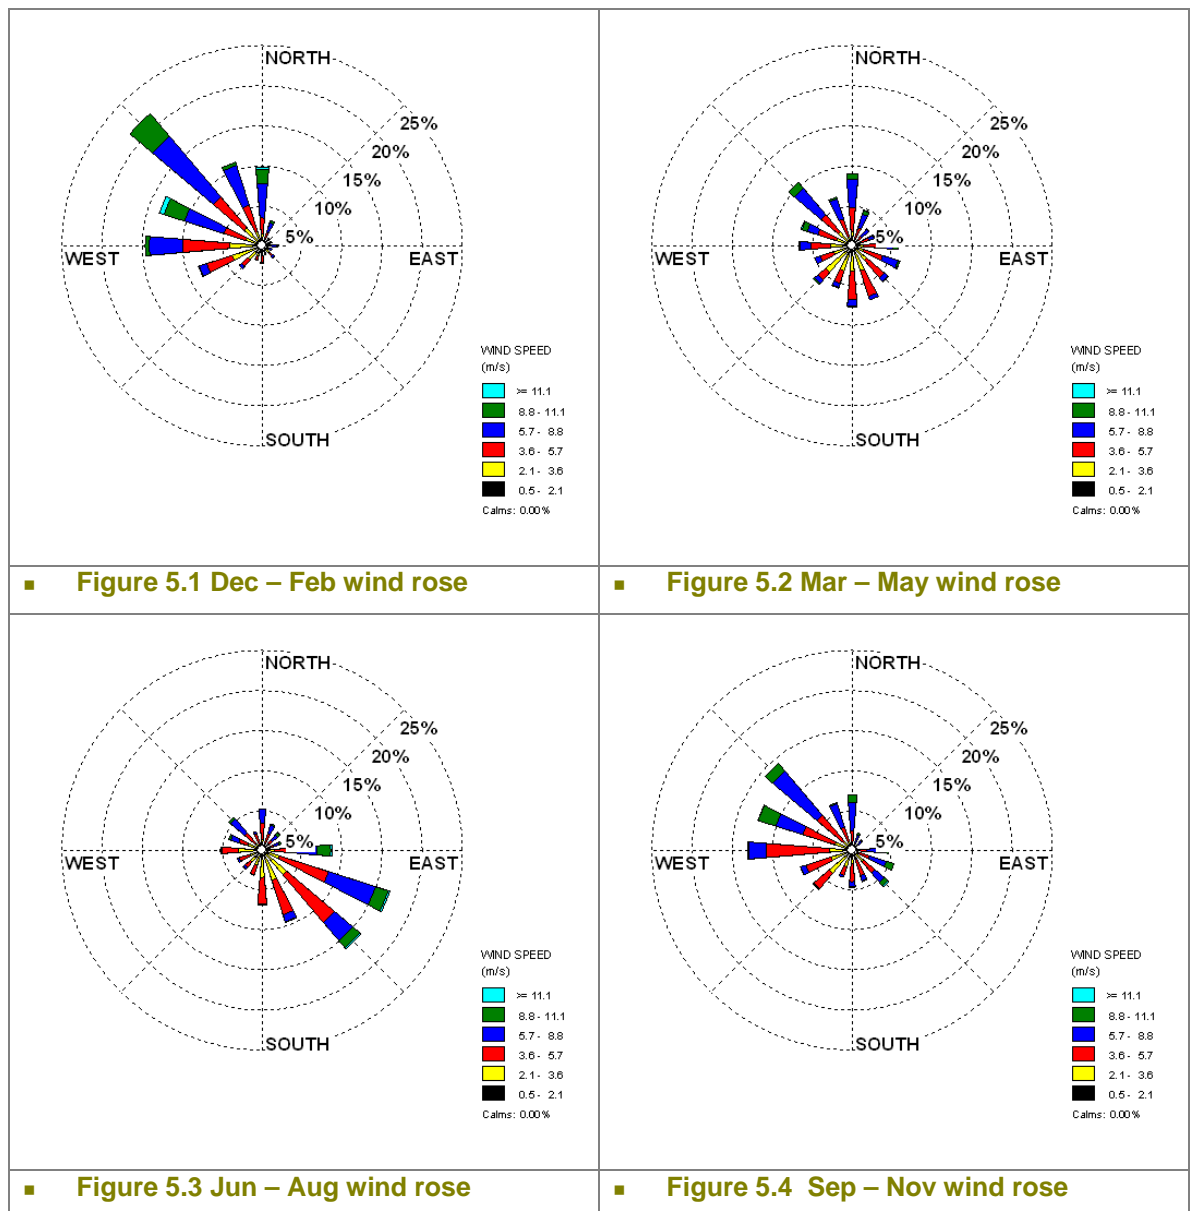 NORTH
25%
20%
15%
10%
5%
WEST
EAST
SOUTH
WIND SPEED
(m/s)
>= 11.1
8.8 - 11.1
5.7 - 8.8
3.6 - 5.7
2.1 - 3.6
0.5 - 2.1
Calms: 0.00%
NORTH
25%
20%
15%
10%
5%
WEST
EAST
SOUTH
WIND SPEED
(m/s)
>= 11.1
8.8 - 11.1
5.7 - 8.8
3.6 - 5.7
2.1 - 3.6
0.5 - 2.1
Calms: 0.00%
▪ Figure 5.1 Dec – Feb wind rose
▪ Figure 5.2 Mar – May wind rose
NORTH
25%
20%
15%
10%
5%
WEST
EAST
SOUTH
WIND SPEED
(m/s)
>= 11.1
8.8 - 11.1
5.7 - 8.8
3.6 - 5.7
2.1 - 3.6
0.5 - 2.1
Calms: 0.00%
NORTH
25%
20%
15%
10%
5%
WEST
EAST
SOUTH
WIND SPEED
(m/s)
>= 11.1
8.8 - 11.1
5.7 - 8.8
3.6 - 5.7
2.1 - 3.6
0.5 - 2.1
Calms: 0.00%
▪ Figure 5.3 Jun – Aug wind rose
▪ Figure 5.4 Sep – Nov wind rose